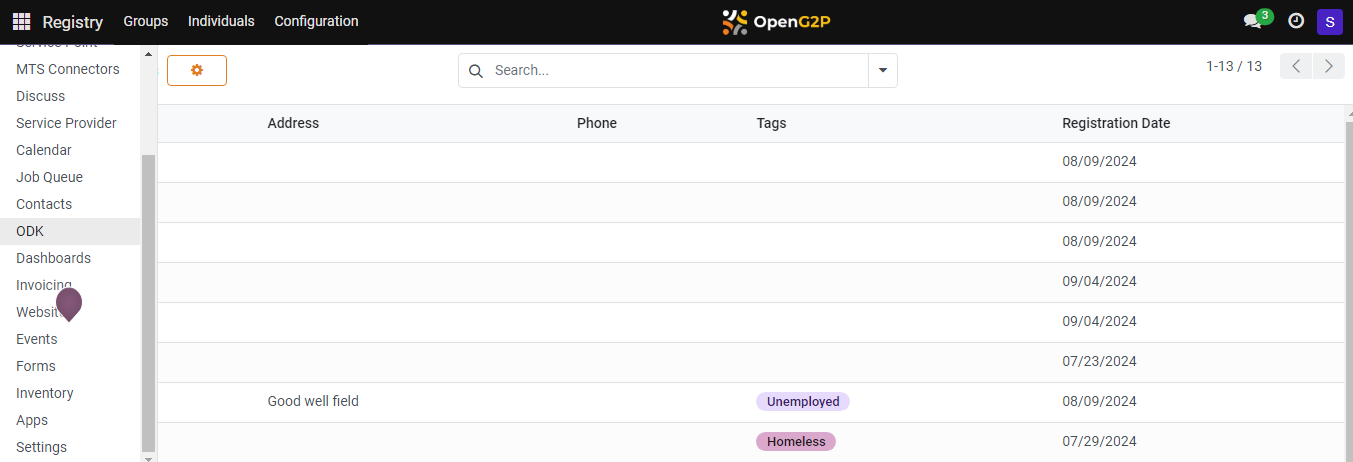 Registry Groups Individuals Configuration OpenG2P 3 S
Service Point
MTS Connectors
Discuss
Service Provider
Calendar
Job Queue
Contacts
ODK
Dashboards
Invoicing
Website
Events
Forms
Inventory
Apps
Settings
Search... 1-13 / 13
Address Phone Tags Registration Date
08/09/2024
08/09/2024
08/09/2024
09/04/2024
09/04/2024
07/23/2024
Good well field Unemployed 08/09/2024
Homeless 07/29/2024